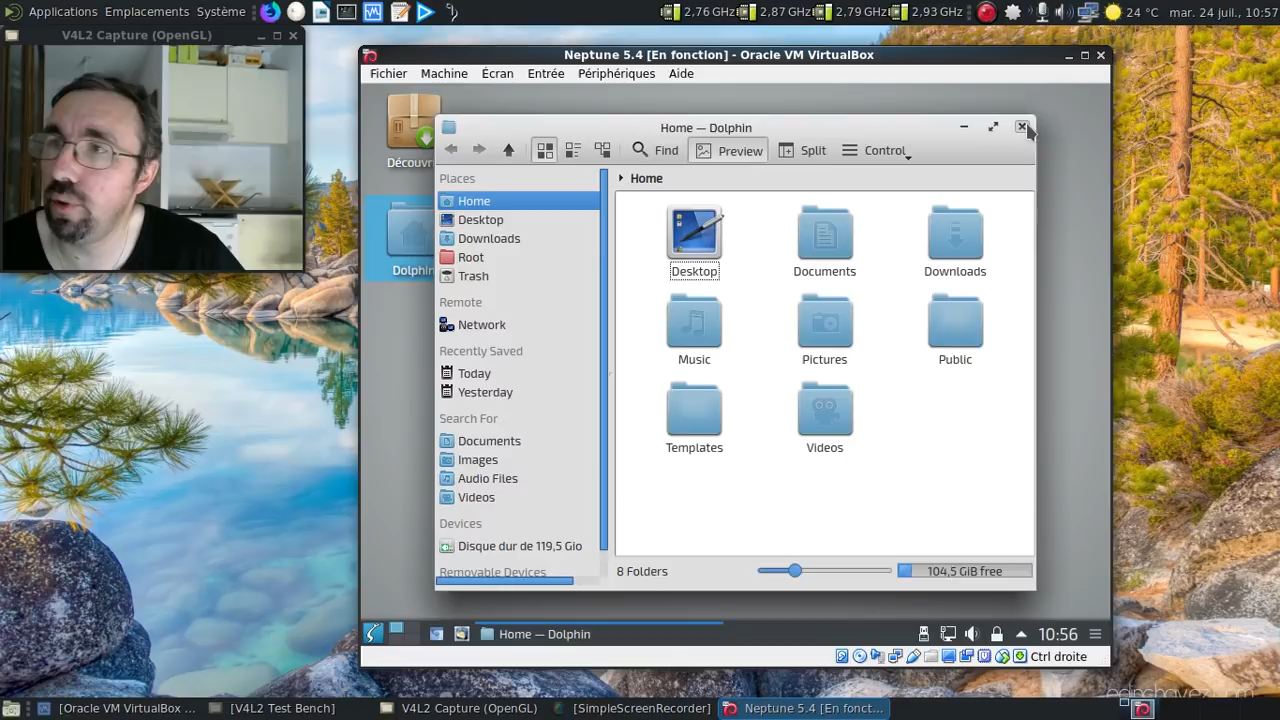 Applications Emplacements Système
2,76 GHz 2,87 GHz 2,79 GHz 2,93 GHz 24 °C mar. 24 juil., 10:57
V4L2 Capture (OpenGL)
Neptune 5.4 [En fonction] - Oracle VM VirtualBox
Fichier Machine Écran Entrée Périphériques Aide
Découvr
Dolphin
Home — Dolphin
Find Preview Split Control
Places
Home
Desktop
Downloads
Root
Trash
Remote
Network
Recently Saved
Today
Yesterday
Search For
Documents
Images
Audio Files
Videos
Devices
Disque dur de 119,5 Gio
Removable Devices
Home
Desktop Documents Downloads
Music Pictures Public
Templates Videos
8 Folders 104,5 GiB free
Home — Dolphin 10:56
Ctrl droite
[Oracle VM VirtualBox ... [V4L2 Test Bench] V4L2 Capture (OpenGL) [SimpleScreenRecorder] Neptune 5.4 [En fonct...